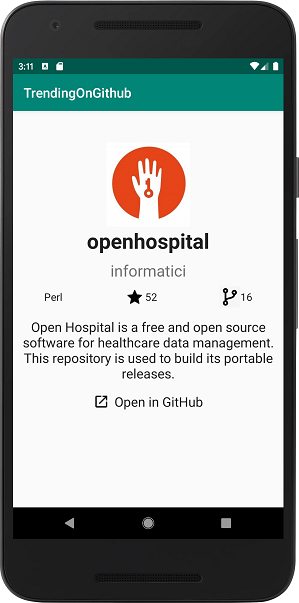 3:11
TrendingOnGithub
openhospital
informatici
Perl 52 16
Open Hospital is a free and open source
software for healthcare data management.
This repository is used to build its portable
releases.
Open in GitHub